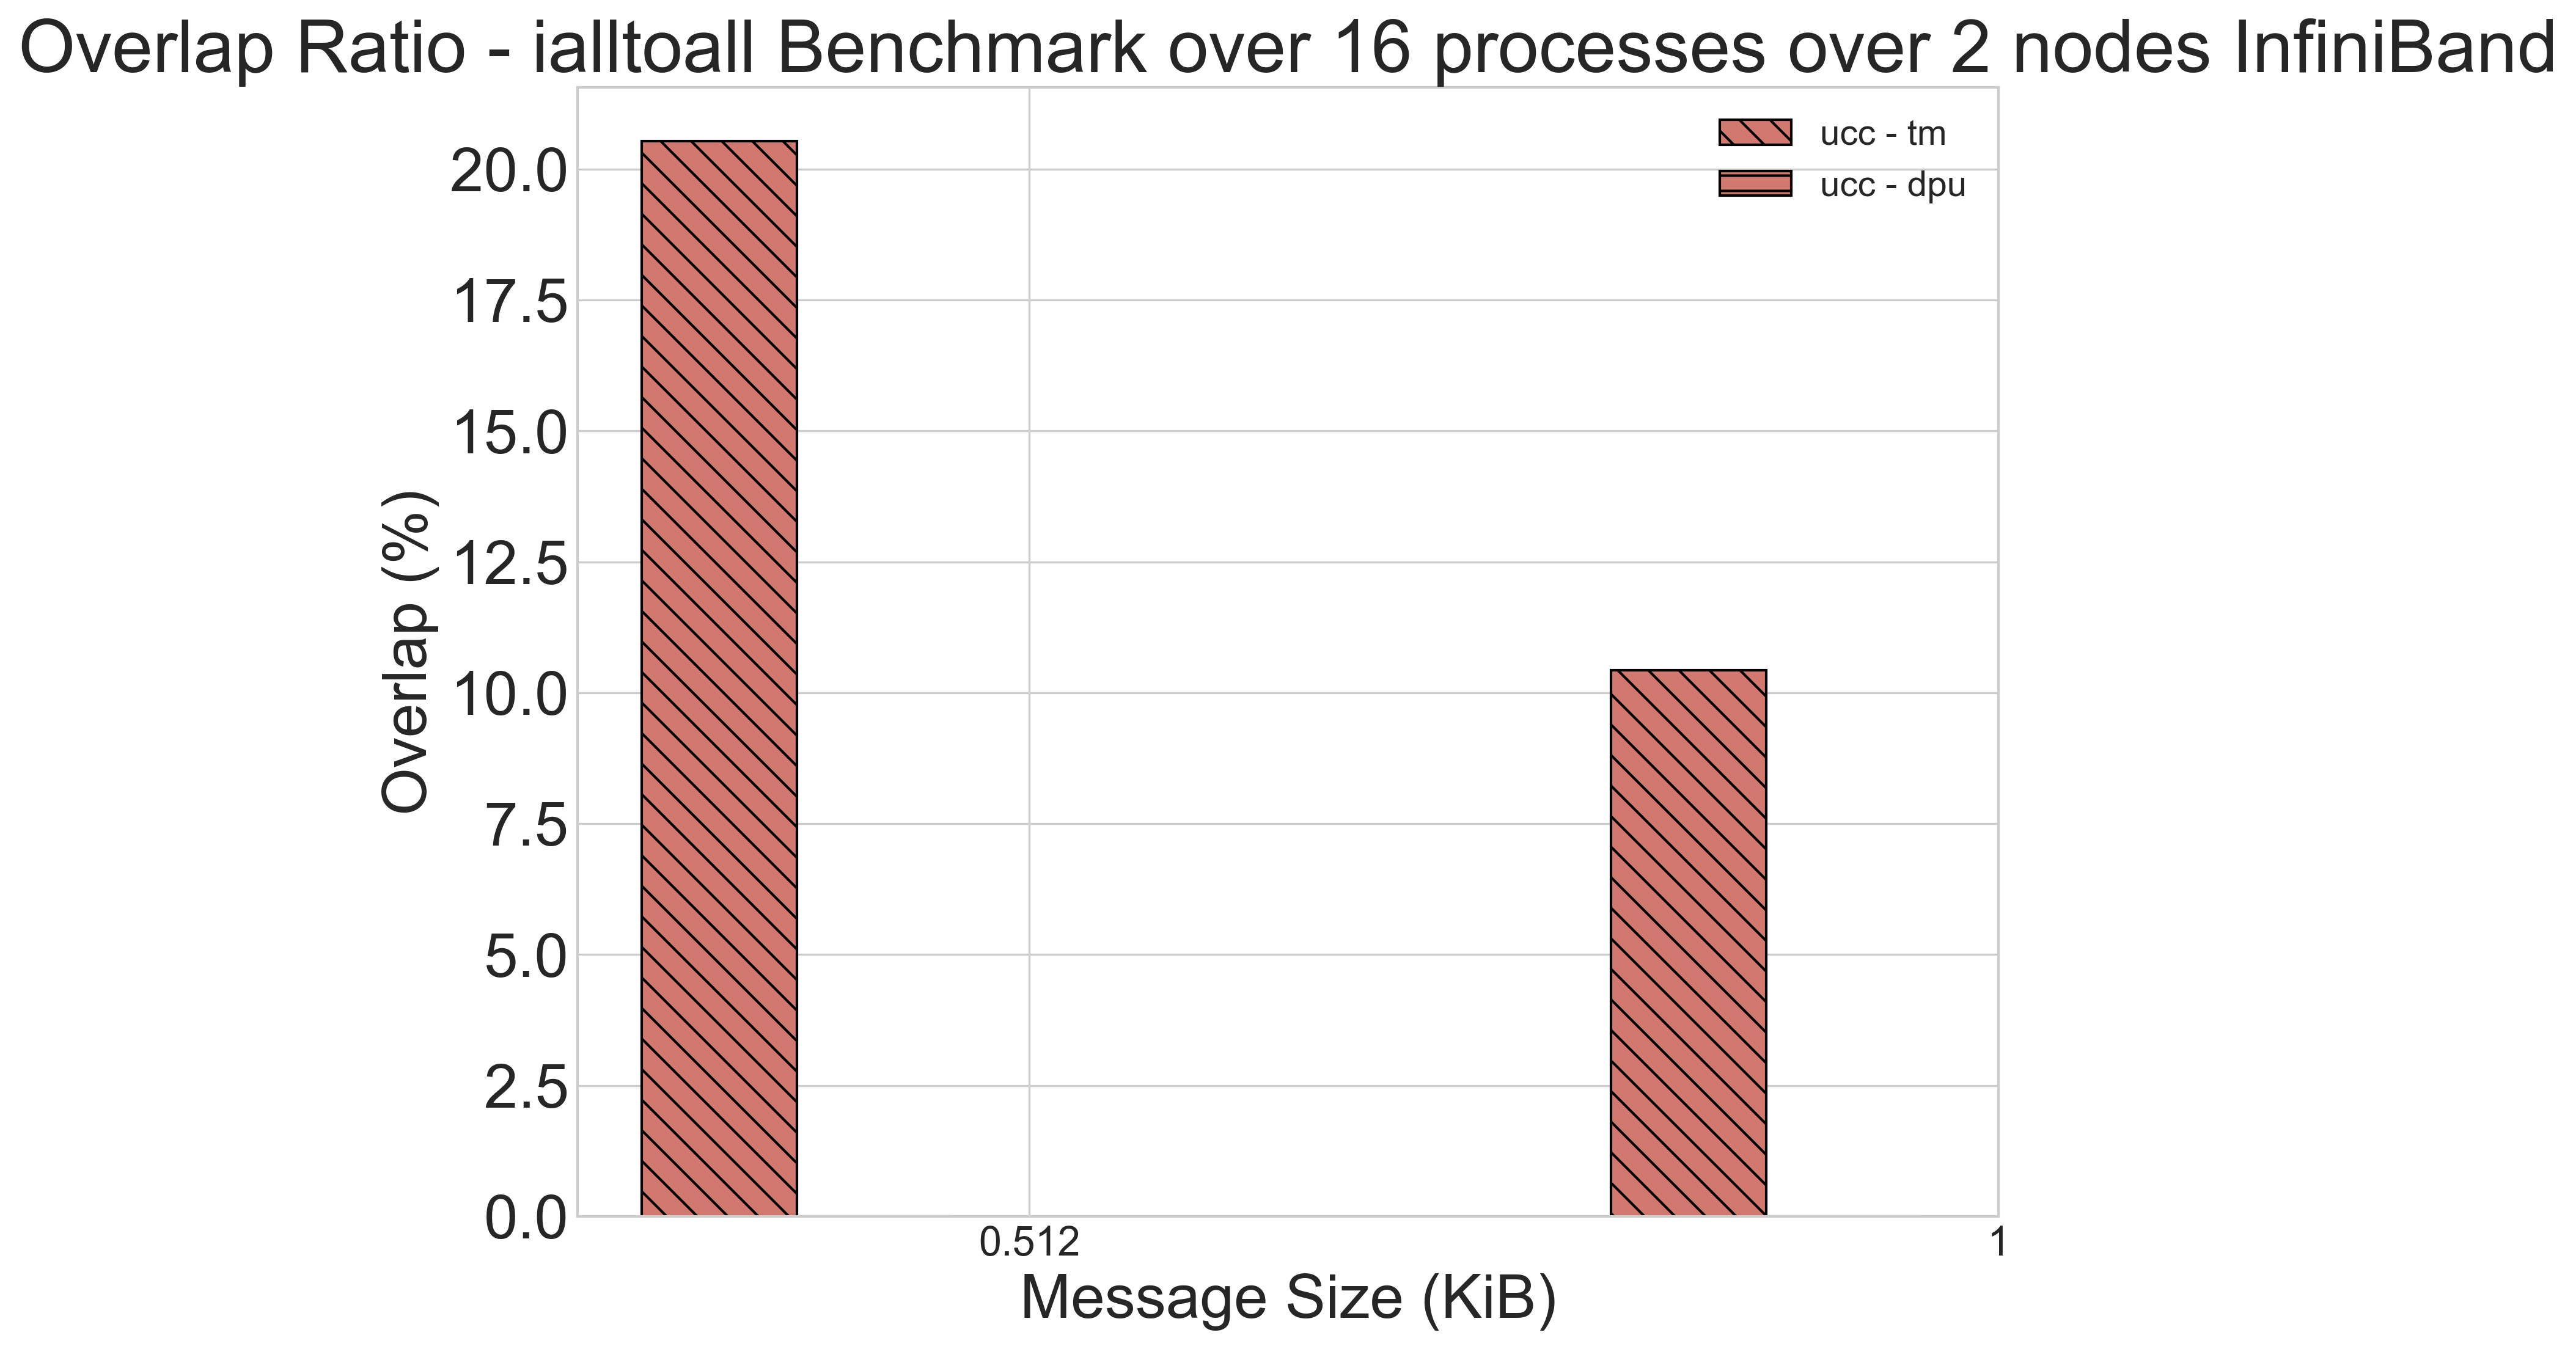 Overlap Ratio - ialltoall Benchmark over 16 processes over 2 nodes InfiniBand
ucc - tm
ucc - dpu
Overlap (%)
20.0
17.5
15.0
12.5
10.0
7.5
5.0
2.5
0.0
0.512
1
Message Size (KiB)